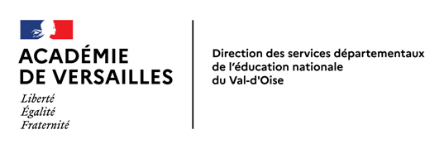 ACADÉMIE
DE VERSAILLES
Liberté
Égalité
Fraternité
Direction des services départementaux
de l'éducation nationale
du Val-d'Oise